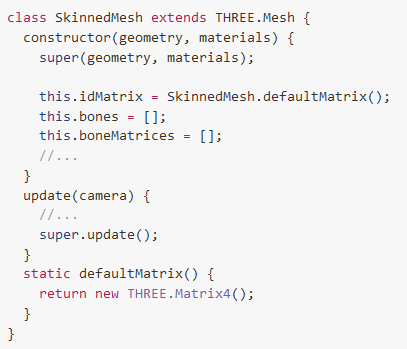 class SkinnedMesh extends THREE.Mesh {
  constructor(geometry, materials) {
    super(geometry, materials);

    this.idMatrix = SkinnedMesh.defaultMatrix();
    this.bones = [];
    this.boneMatrices = [];
    //...
  }
  update(camera) {
    //...
    super.update();
  }
  static defaultMatrix() {
    return new THREE.Matrix4();
  }
}